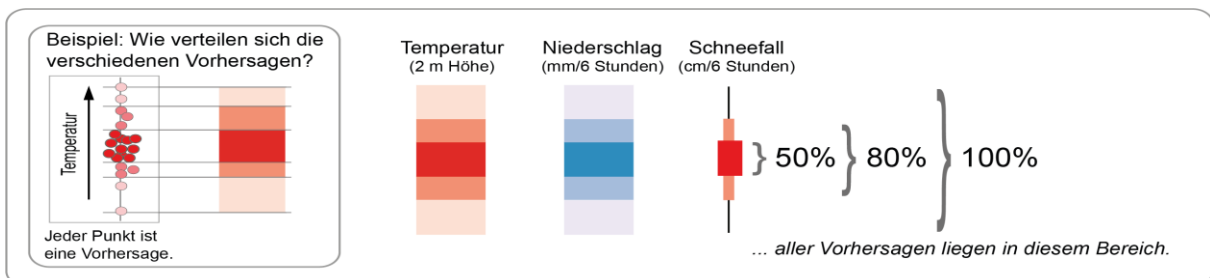 Beispiel: Wie verteilen sich die
verschiedenen Vorhersagen?
Temperatur
Jeder Punkt ist
eine Vorhersage.
Temperatur
(2 m Höhe)
Niederschlag
(mm/6 Stunden)
Schneefall
(cm/6 Stunden)
50%
80%
100%
... aller Vorhersagen liegen in diesem Bereich.